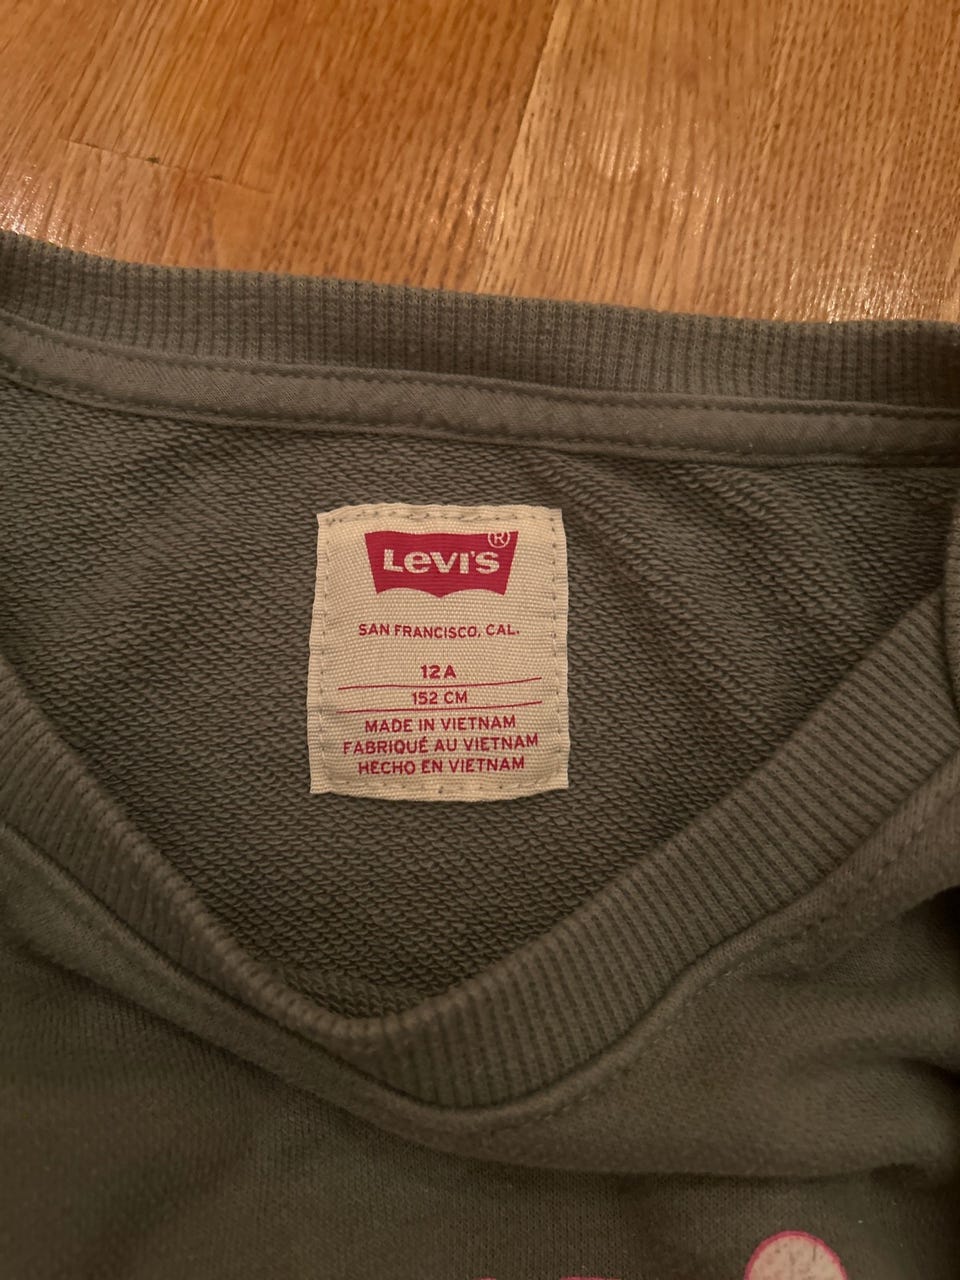 Levi's®
SAN FRANCISCO, CAL.
12A
152 CM
MADE IN VIETNAM
FABRIQUÉ AU VIETNAM
HECHO EN VIETNAM